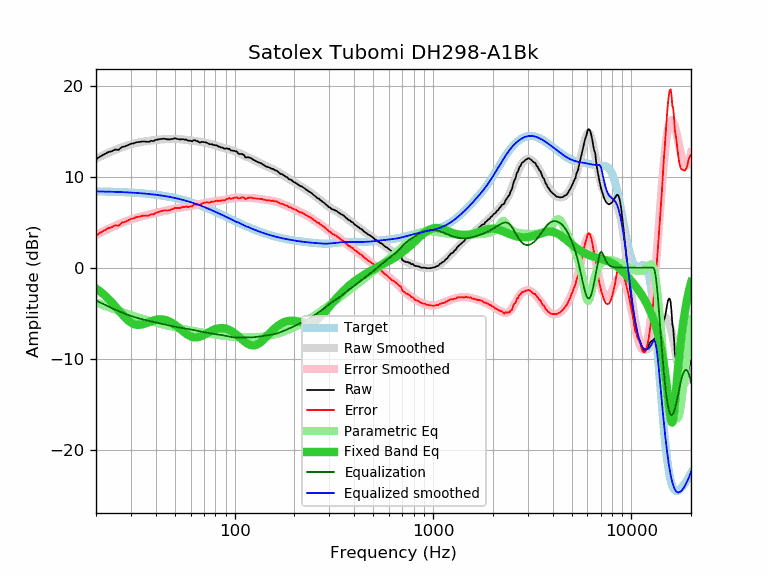 Satolex Tubomi DH298-A1Bk
20
10
0
−10
−20
Amplitude (dBr)
Target
Raw Smoothed
Error Smoothed
Raw
Error
Parametric Eq
Fixed Band Eq
Equalization
Equalized smoothed
100
1000
10000
Frequency (Hz)